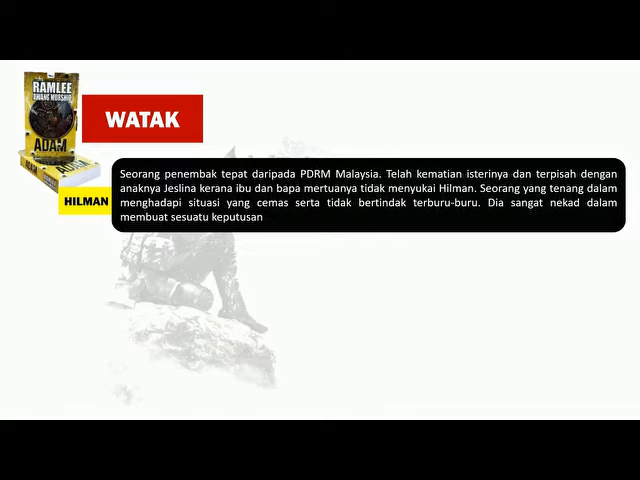 RAMLEE
AWANG MURSHID
ADAM
ADAM
WATAK
HILMAN
Seorang penembak tepat daripada PDRM Malaysia. Telah kematian isterinya dan terpisah dengan
anaknya Jeslina kerana ibu dan bapa mertuanya tidak menyukai Hilman. Seorang yang tenang dalam
menghadapi situasi yang cemas serta tidak bertindak terburu-buru. Dia sangat nekad dalam
membuat sesuatu keputusan